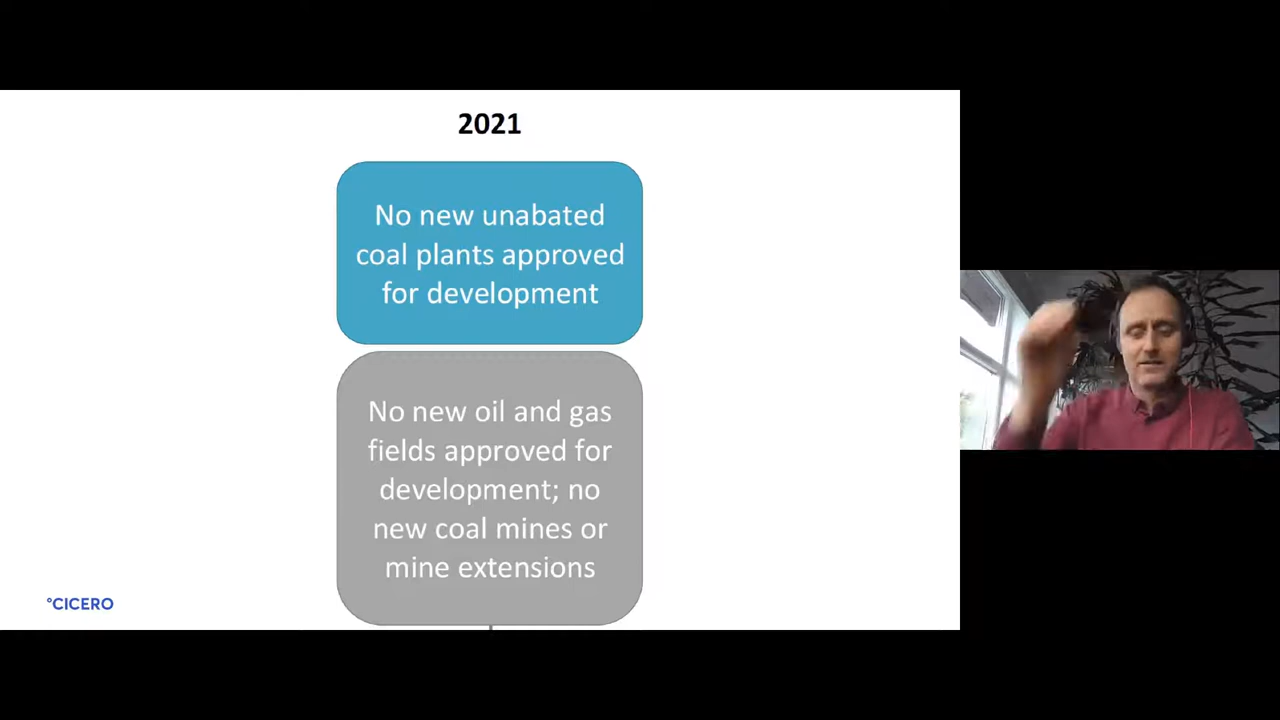 2021
No new unabated
coal plants approved
for development
No new oil and gas
fields approved for
development; no
new coal mines or
mine extensions
°CICERO